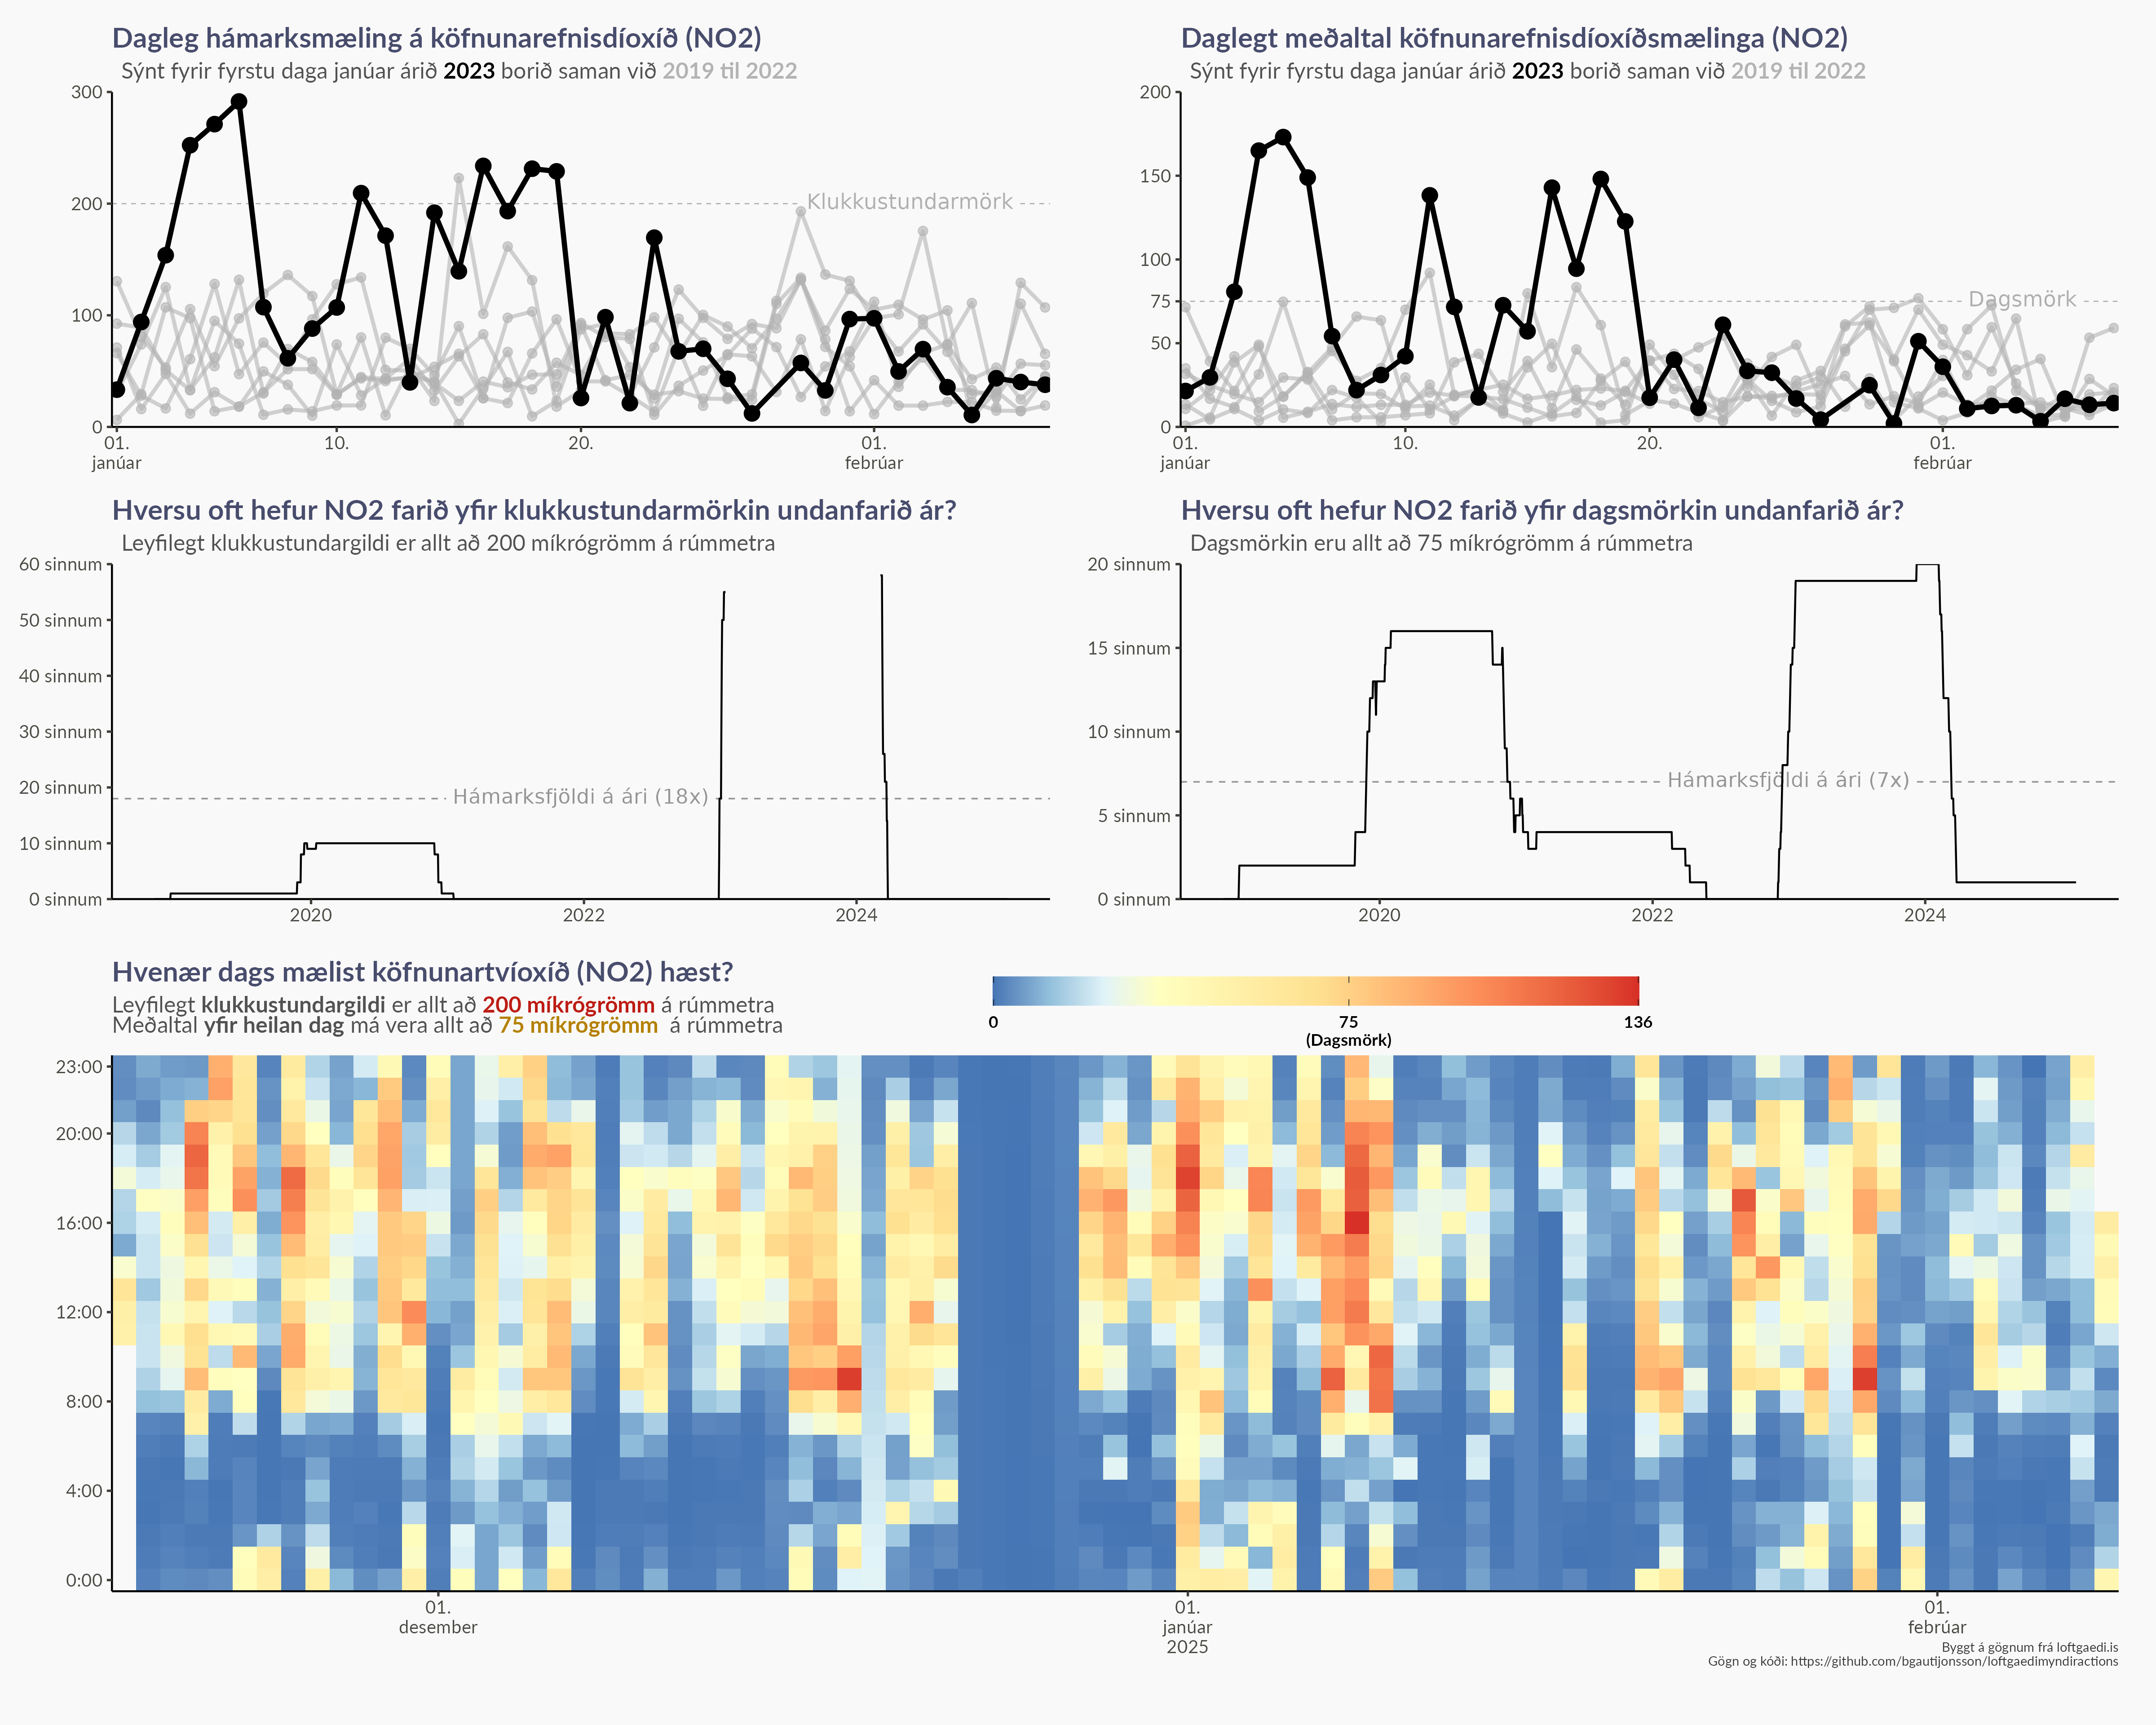 Dagleg hámarksmæling á köfnunarefnisdíoxíð (NO2)
Sýnt fyrir fyrstu daga janúar árið 2023 borið saman við 2019 til 2022
300
200
100
0
Klukkustundarmörk
01.
janúar
10.
20.
01.
febrúar
Daglegt meðaltal köfnunarefnisdíoxíðsmælinga (NO2)
Sýnt fyrir fyrstu daga janúar árið 2023 borið saman við 2019 til 2022
200
150
100
75
50
0
Dagsmörk
01.
janúar
10.
20.
01.
febrúar
Hversu oft hefur NO2 farið yfir klukkustundarmörkin undanfarið ár?
Leyfilegt klukkustundargildi er allt að 200 míkrógrömm á rúmmetra
60 sinnum
50 sinnum
40 sinnum
30 sinnum
20 sinnum
10 sinnum
0 sinnum
Hámarksfjöldi á ári (18x)
2020
2022
2024
Hversu oft hefur NO2 farið yfir dagsmörkin undanfarið ár?
Dagsmörkin eru allt að 75 míkrógrömm á rúmmetra
20 sinnum
15 sinnum
10 sinnum
5 sinnum
0 sinnum
Hámarksfjöldi á ári (7x)
2020
2022
2024
Hvenær dags mælist köfnunartvíoxíð (NO2) hæst?
Leyfilegt klukkustundargildi er allt að 200 míkrógrömm á rúmmetra
Meðaltal yfir heilan dag má vera allt að 75 míkrógrömm á rúmmetra
0
75
(Dagsmörk)
136
23:00
20:00
16:00
12:00
8:00
4:00
0:00
01.
desember
01.
janúar
2025
01.
febrúar
Byggt á gögnum frá loftgaedi.is
Gögn og kóði: https://github.com/bgautijonsson/loftgaedimyndiractions